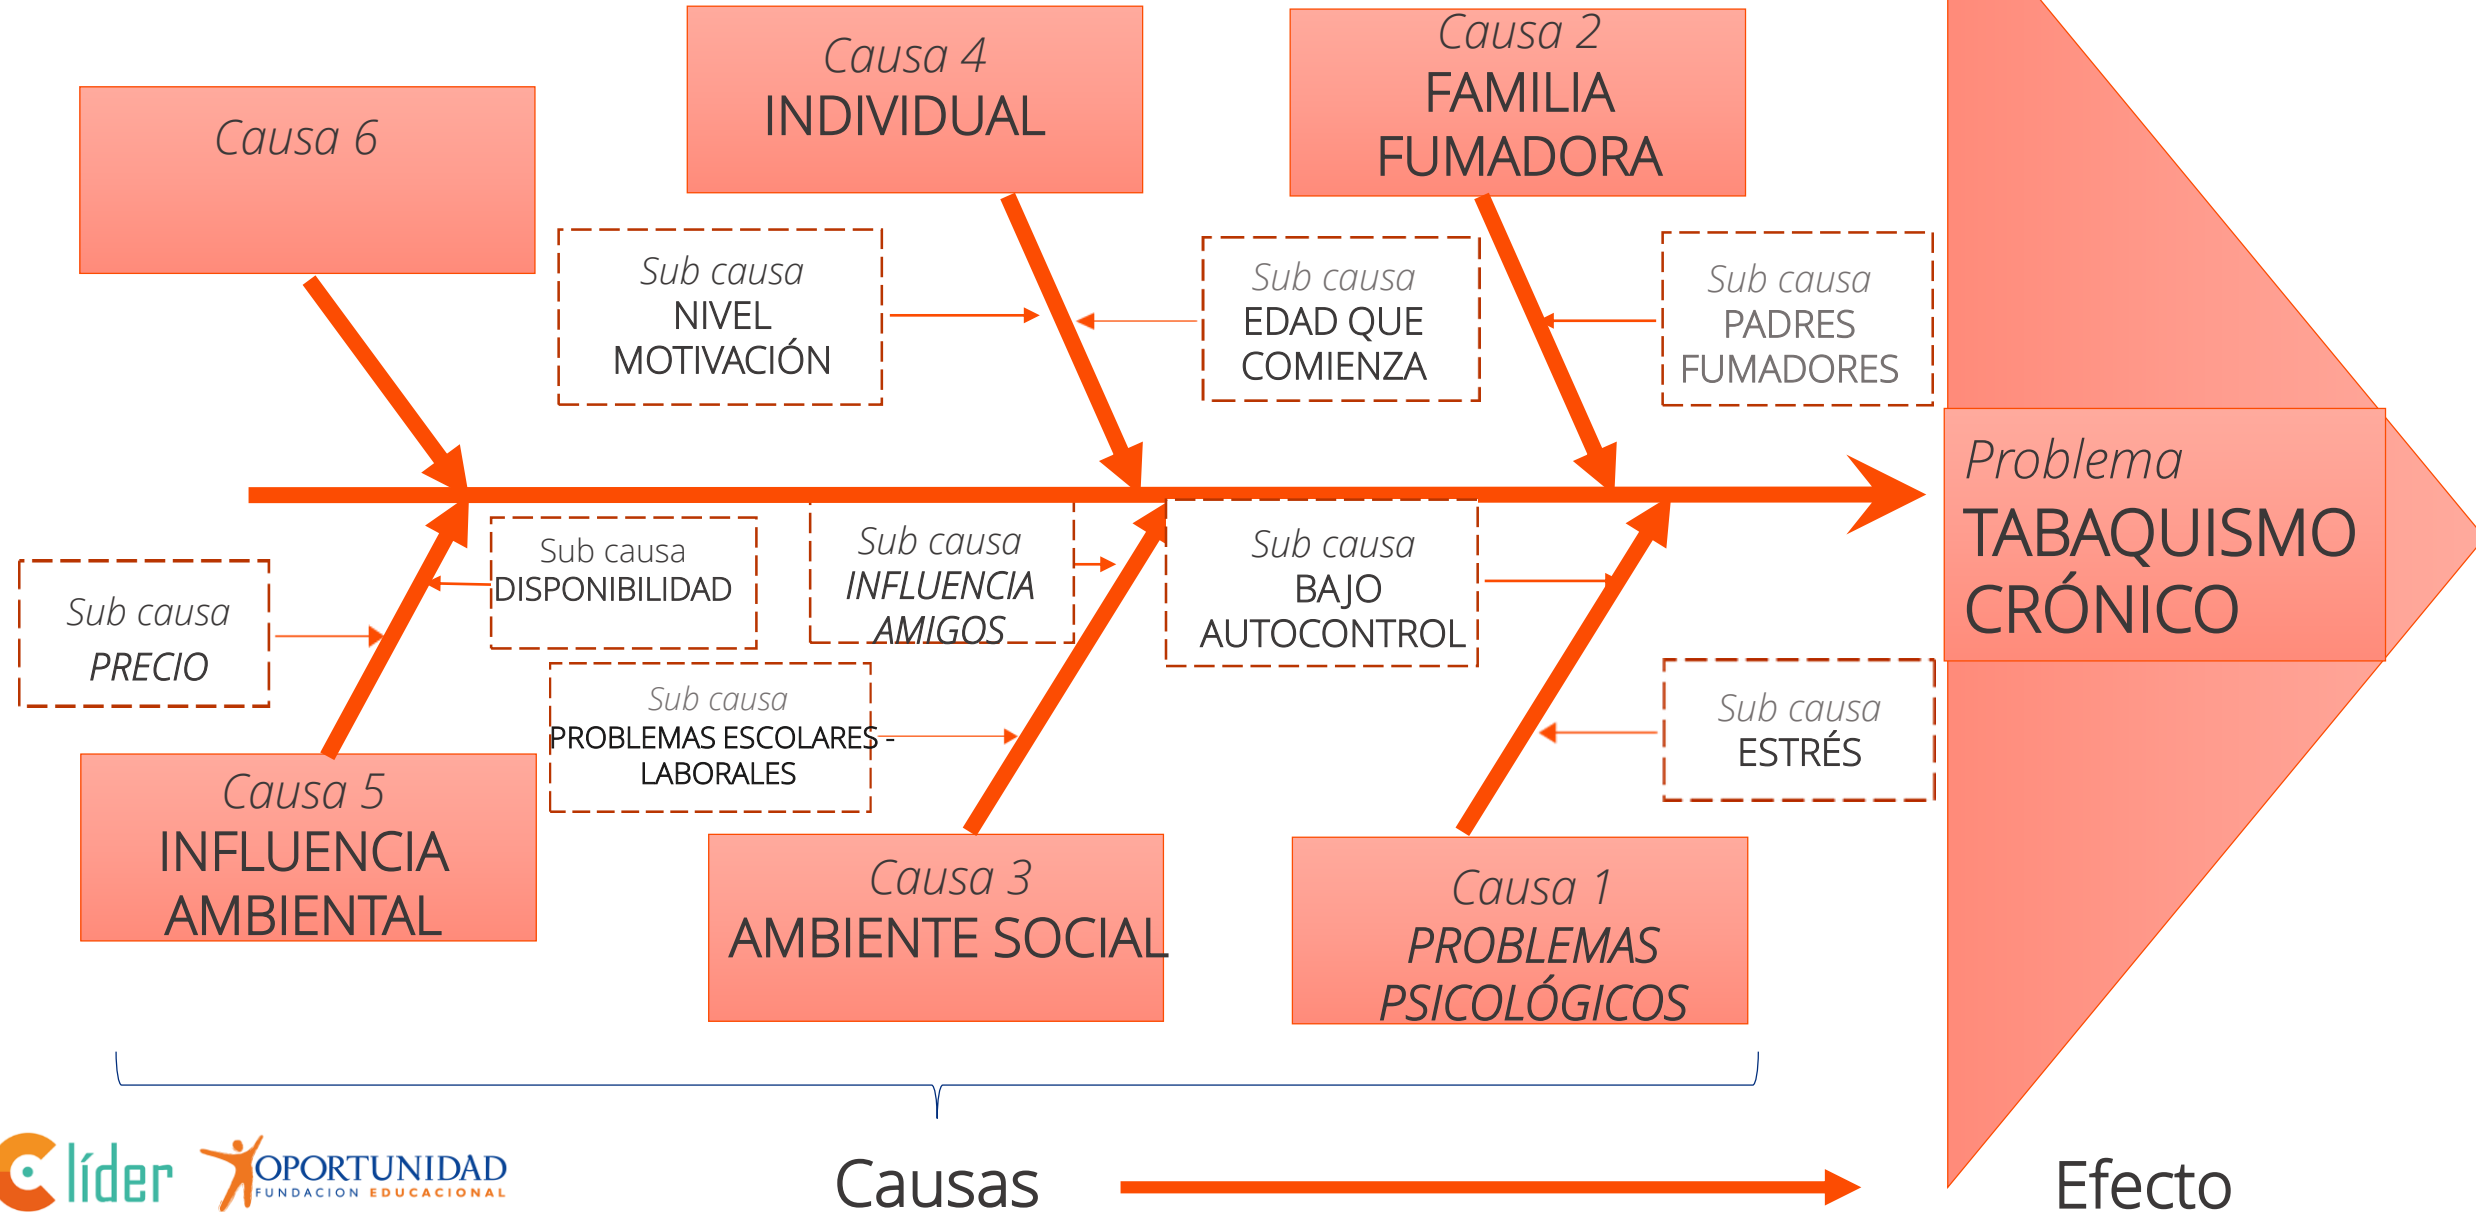 Causa 6
Causa 4
INDIVIDUAL
Causa 2
FAMILIA
FUMADORA
Sub causa
NIVEL
MOTIVACIÓN
Sub causa
EDAD QUE
COMIENZA
Sub causa
PADRES
FUMADORES
Problema
TABAQUISMO
CRÓNICO
Sub causa
PRECIO
Sub causa
DISPONIBILIDAD
Sub causa
INFLUENCIA
AMIGOS
Sub causa
BAJO
AUTOCONTROL
Sub causa
PROBLEMAS ESCOLARES -
LABORALES
Sub causa
ESTRÉS
Causa 5
INFLUENCIA
AMBIENTAL
Causa 3
AMBIENTE SOCIAL
Causa 1
PROBLEMAS
PSICOLÓGICOS
líder
OPORTUNIDAD
FUNDACION EDUCACIONAL
Causas
Efecto